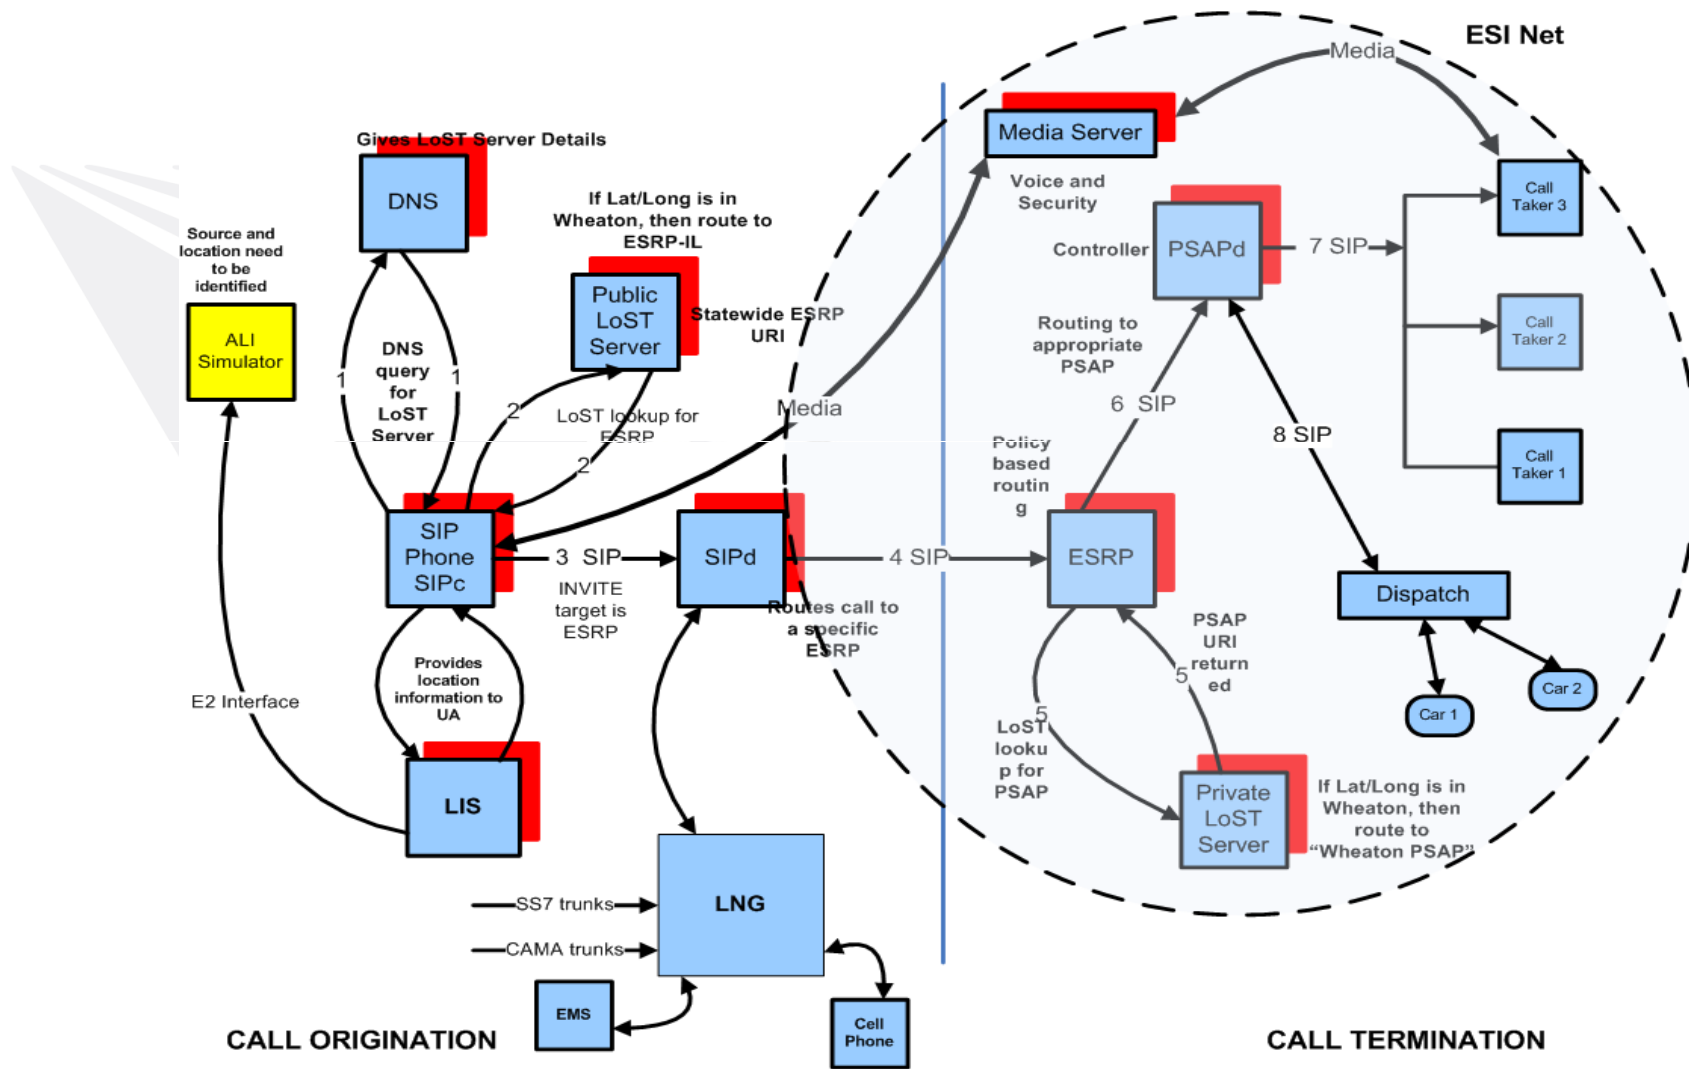 ESI Net
Media
Media Server
Gives LoST Server Details
DNS
If Lat/Long is in
Wheaton, then route to
ESRP-IL
Voice and
Security
Call
Taker 3
Source and
location need
to be
identified
Controller
PSAPd
7 SIP
Public
LoST
Server
Statewide ESRP
URI
ALI
Simulator
Routing to
appropriate
PSAP
Call
Taker 2
DNS
query
for
LoST
Server
1
1
2
LoST lookup for
ESRP
2
Media
6 SIP
8 SIP
Policy
based
routin
g
Call
Taker 1
SIP
Phone
SIPc
3 SIP
INVITE
target is
ESRP
SIPd
4 SIP
ESRP
Routes call to
a specific
ESRP
Dispatch
PSAP
URI
return
ed
5
5
Car 1
Car 2
Provides
location
information to
UA
E2 Interface
LoST
looku
p for
PSAP
LIS
Private
LoST
Server
If Lat/Long is in
Wheaton, then
route to
“Wheaton PSAP”
LNG
SS7 trunks
CAMA trunks
EMS
Cell
Phone
CALL ORIGINATION
CALL TERMINATION